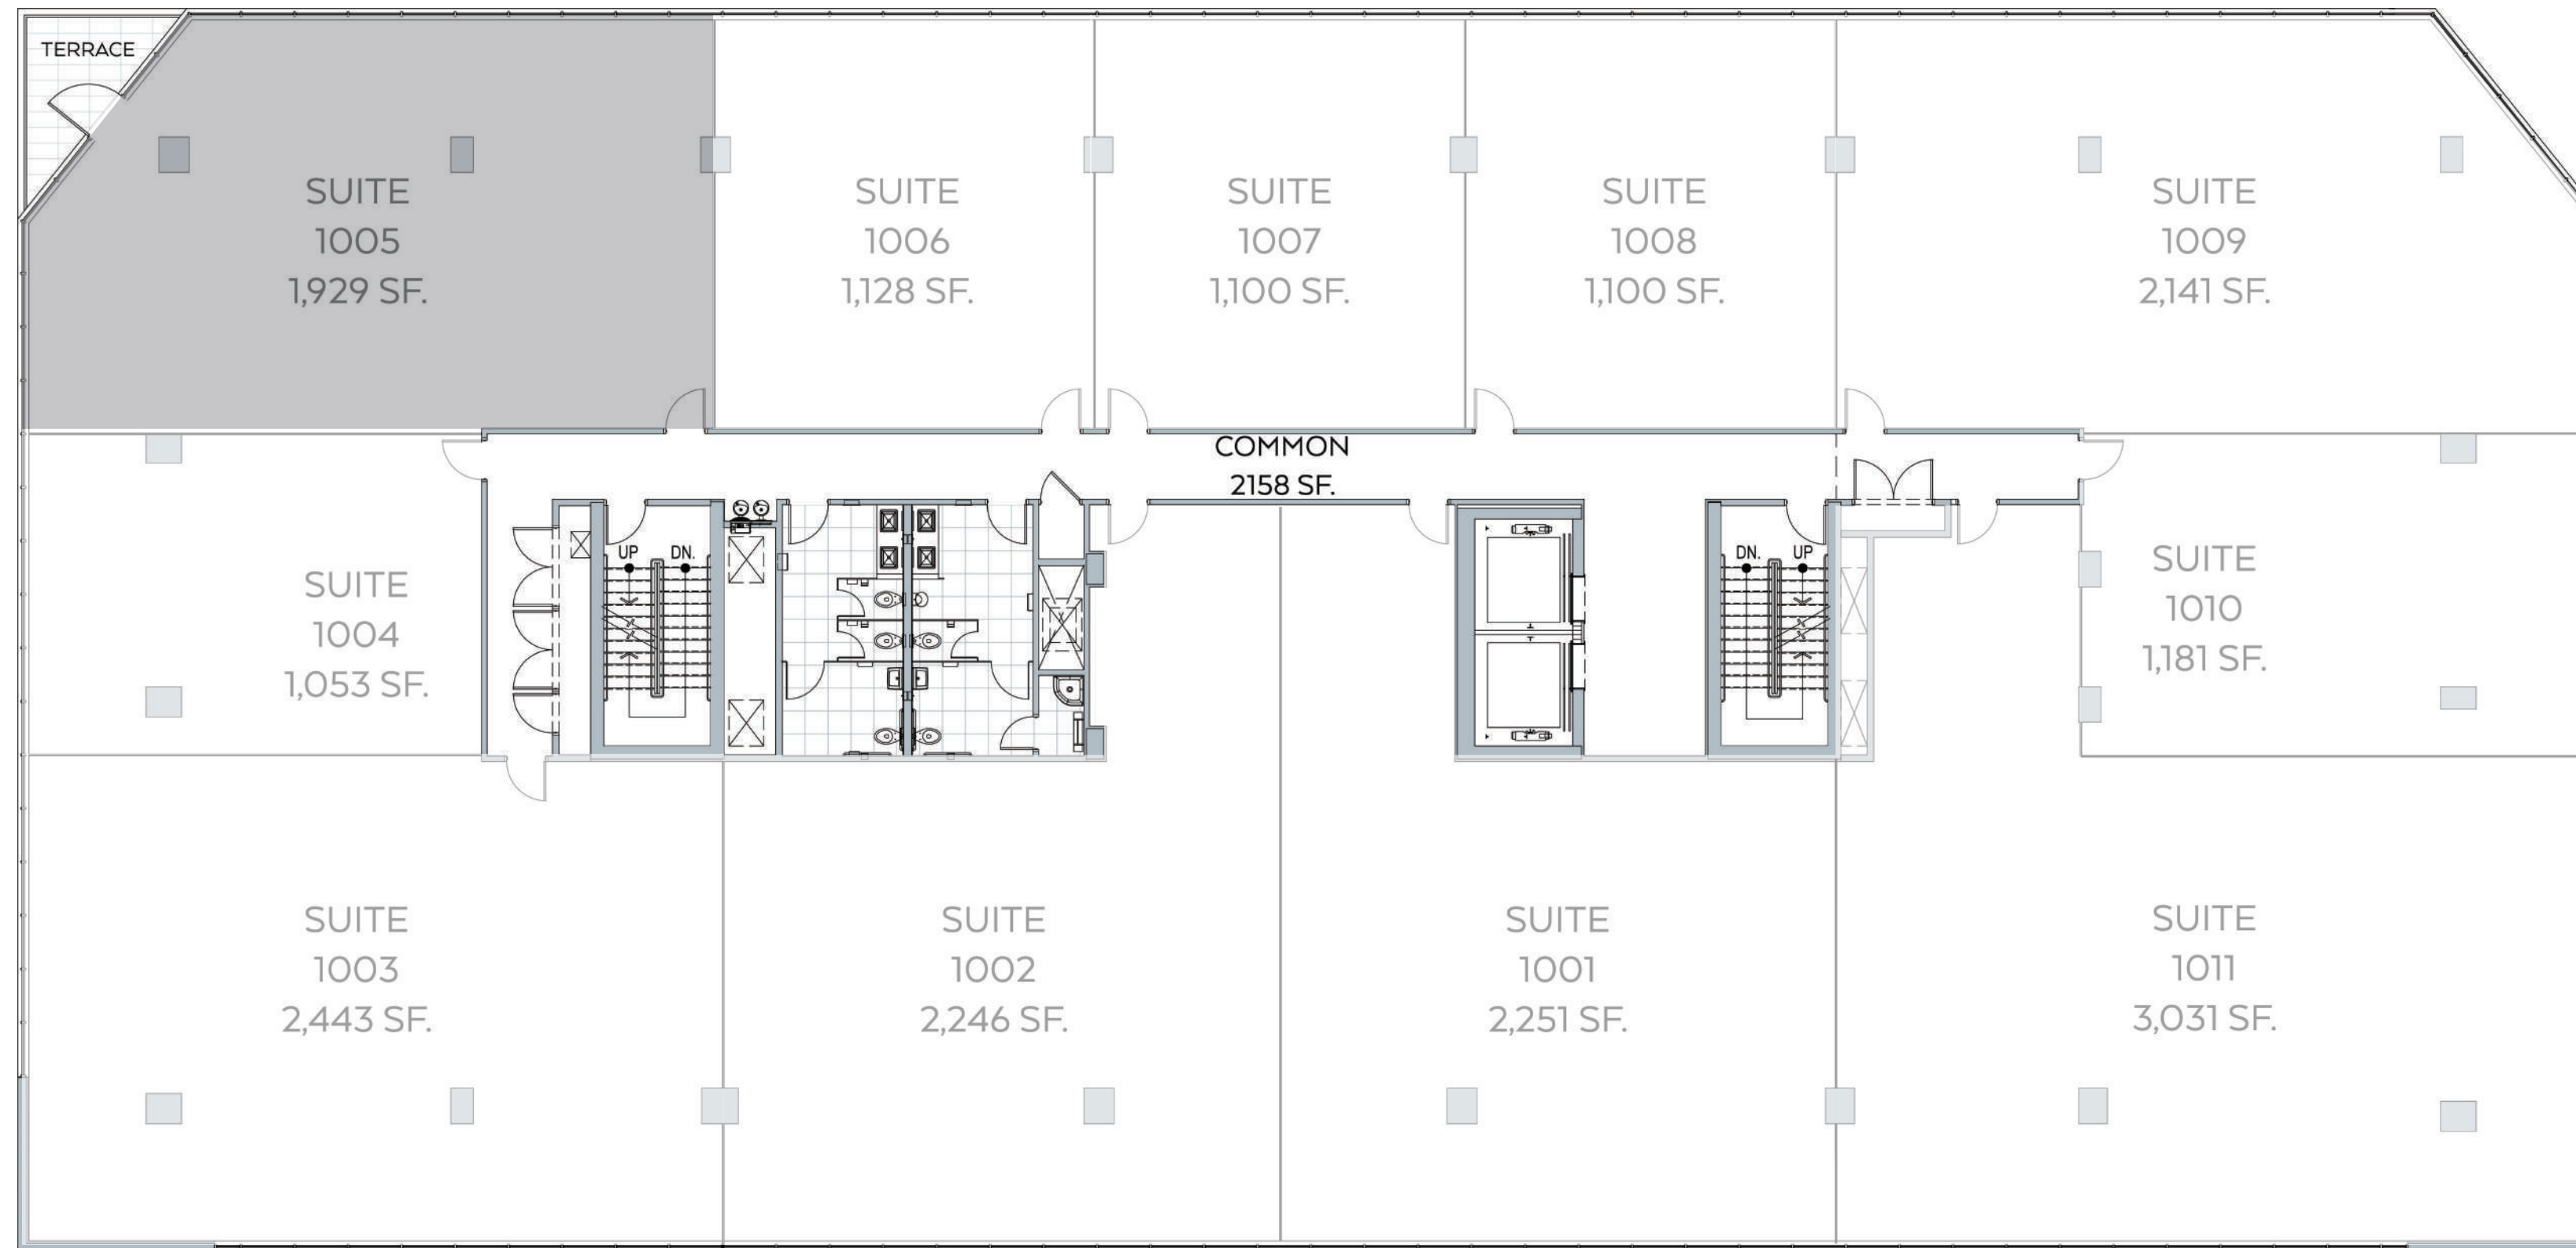 TERRACE
SUITE
1005
1,929 SF.
SUITE
1006
1,128 SF.
SUITE
1007
1,100 SF.
SUITE
1008
1,100 SF.
SUITE
1009
2,141 SF.
COMMON
2158 SF.
SUITE
1004
1,053 SF.
UP
DN.
DN.
UP
SUITE
1010
1,181 SF.
SUITE
1003
2,443 SF.
SUITE
1002
2,246 SF.
SUITE
1001
2,251 SF.
SUITE
1011
3,031 SF.